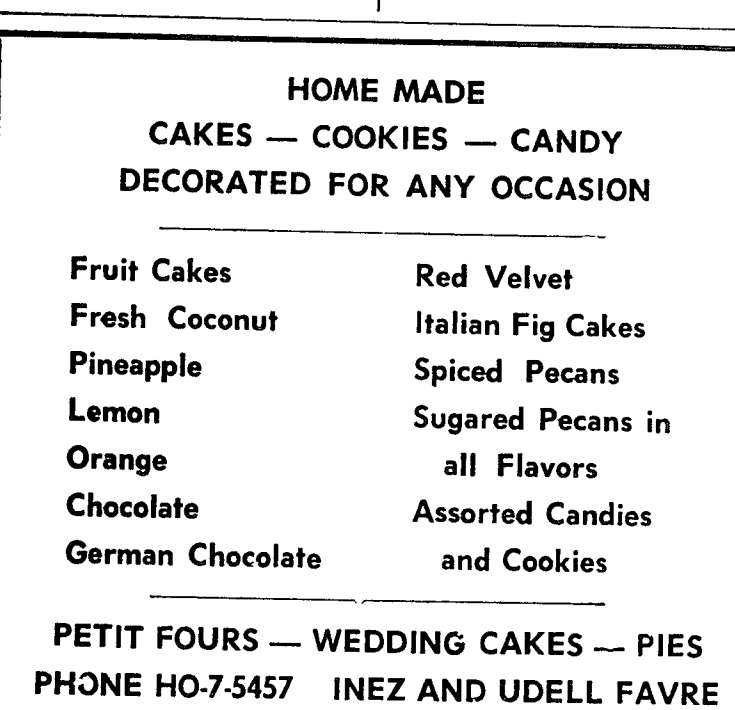 HOME MADE
CAKES — COOKIES — CANDY
DECORATED FOR ANY OCCASION
Fruit Cakes
Fresh Coconut
Pineapple
Lemon
Orange
Chocolate
German Chocolate
Red Velvet
Italian Fig Cakes
Spiced Pecans
Sugared Pecans in
all Flavors
Assorted Candies
and Cookies
PETIT FOURS — WEDDING CAKES — PIES
PHONE HO-7-5457 INEZ AND UDELL FAVRE